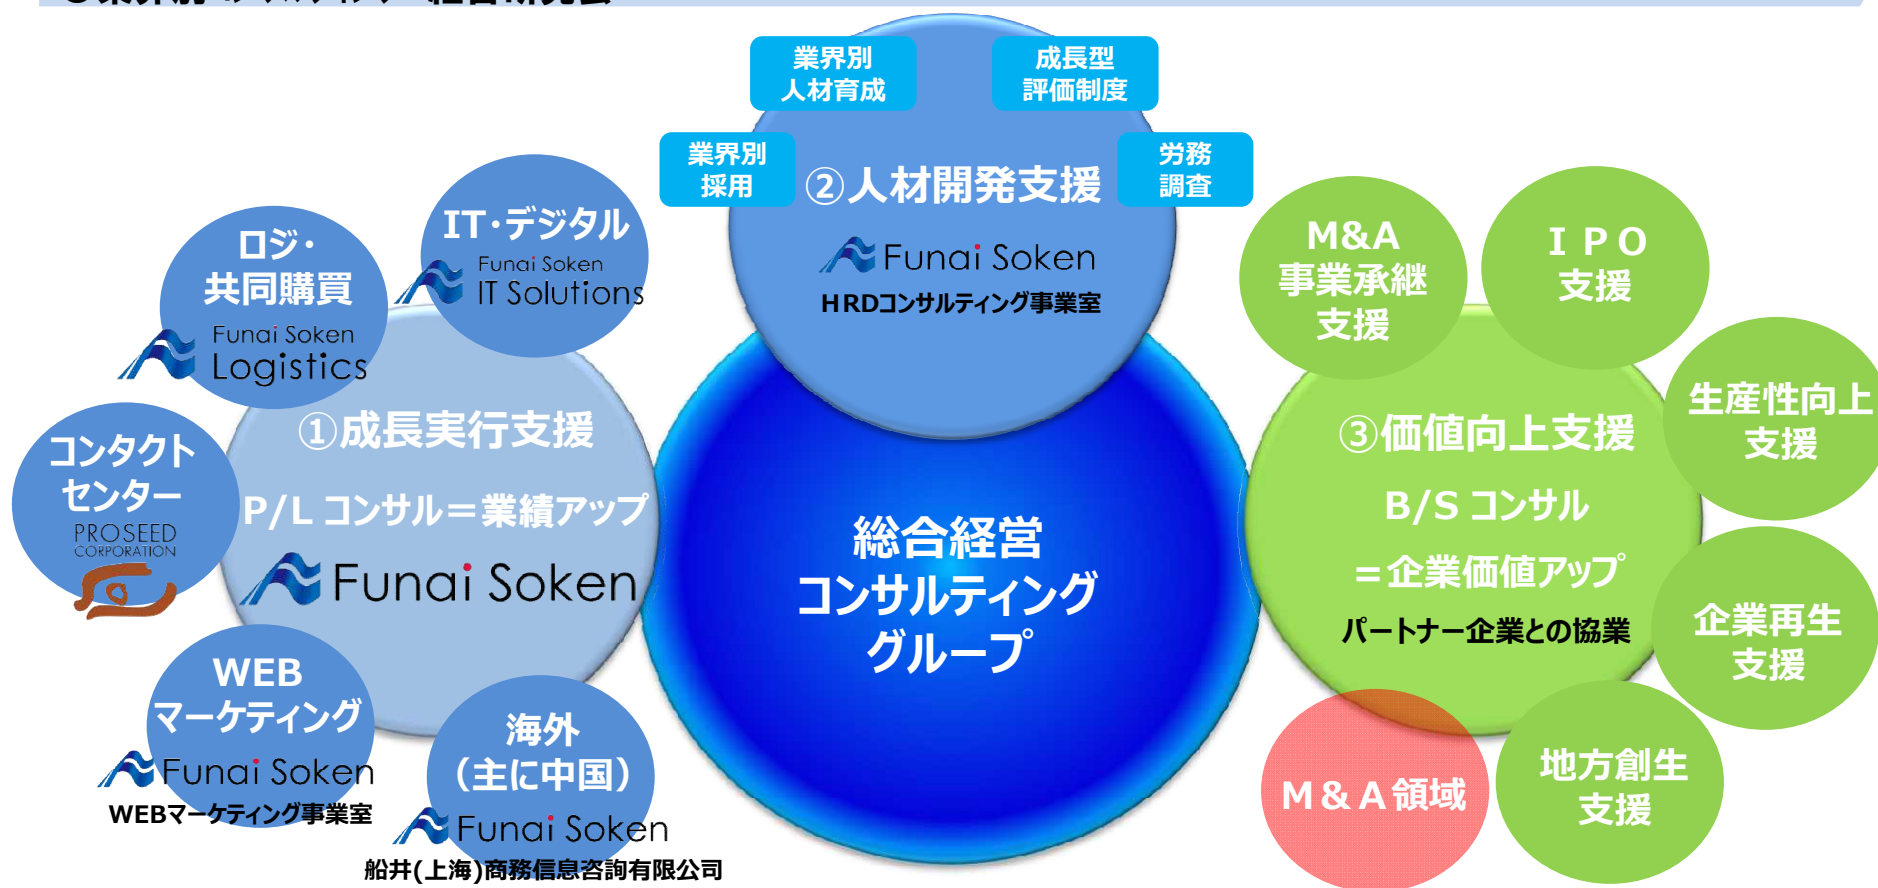 業界別
人材育成
成長型
評価制度
業界別
採用
労務
調査
②人材開発支援
Funai Soken
HRDコンサルティング事業室
IT・デジタル
Funai Soken
IT Solutions
ロジ・
共同購買
Funai Soken
Logistics
コンタクト
センター
PROSEED
CORPORATION
①成長実行支援
P/L コンサル＝業績アップ
Funai Soken
WEB
マーケティング
Funai Soken
WEBマーケティング事業室
海外
（主に中国）
Funai Soken
船井(上海)商務信息咨詢有限公司
総合経営
コンサルティング
グループ
M&A
事業承継
支援
ＩＰＯ
支援
生産性向上
支援
③価値向上支援
B/S コンサル
＝企業価値アップ
パートナー企業との協業
企業再生
支援
地方創生
支援
Ｍ＆Ａ領域